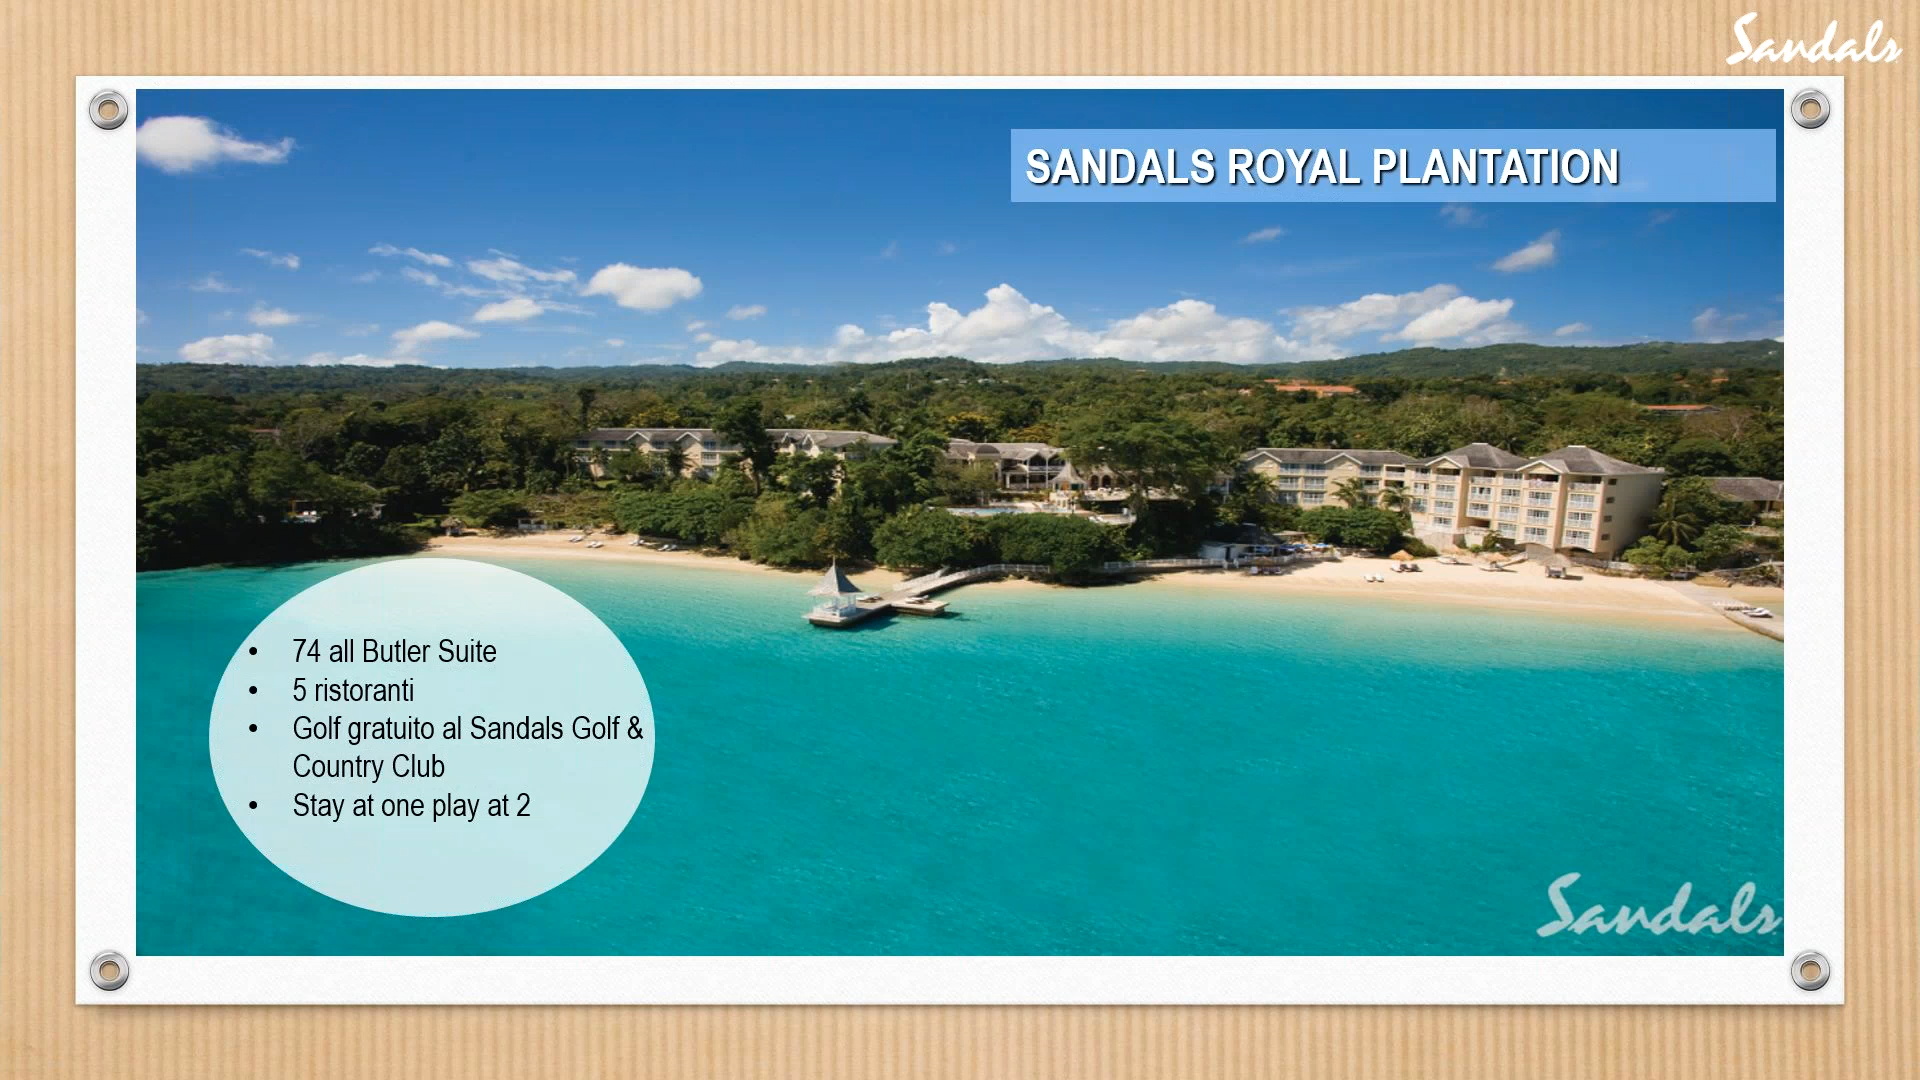 Sandals
SANDALS ROYAL PLANTATION
• 74 all Butler Suite
• 5 ristoranti
• Golf gratuito al Sandals Golf &
Country Club
• Stay at one play at 2
Sandals